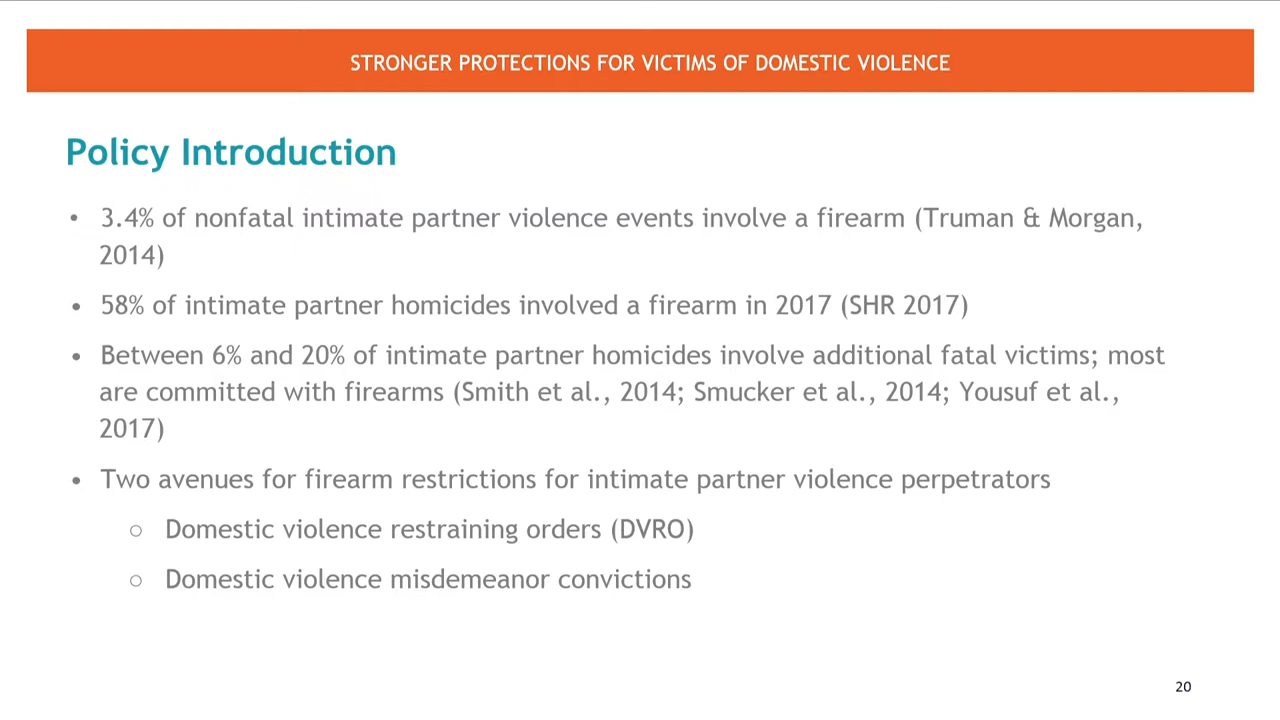 STRONGER PROTECTIONS FOR VICTIMS OF DOMESTIC VIOLENCE
Policy Introduction
• 3.4% of nonfatal intimate partner violence events involve a firearm (Truman & Morgan,
2014)
• 58% of intimate partner homicides involved a firearm in 2017 (SHR 2017)
• Between 6% and 20% of intimate partner homicides involve additional fatal victims; most
are committed with firearms (Smith et al., 2014; Smucker et al., 2014; Yousuf et al.,
2017)
• Two avenues for firearm restrictions for intimate partner violence perpetrators
○ Domestic violence restraining orders (DVRO)
○ Domestic violence misdemeanor convictions
20